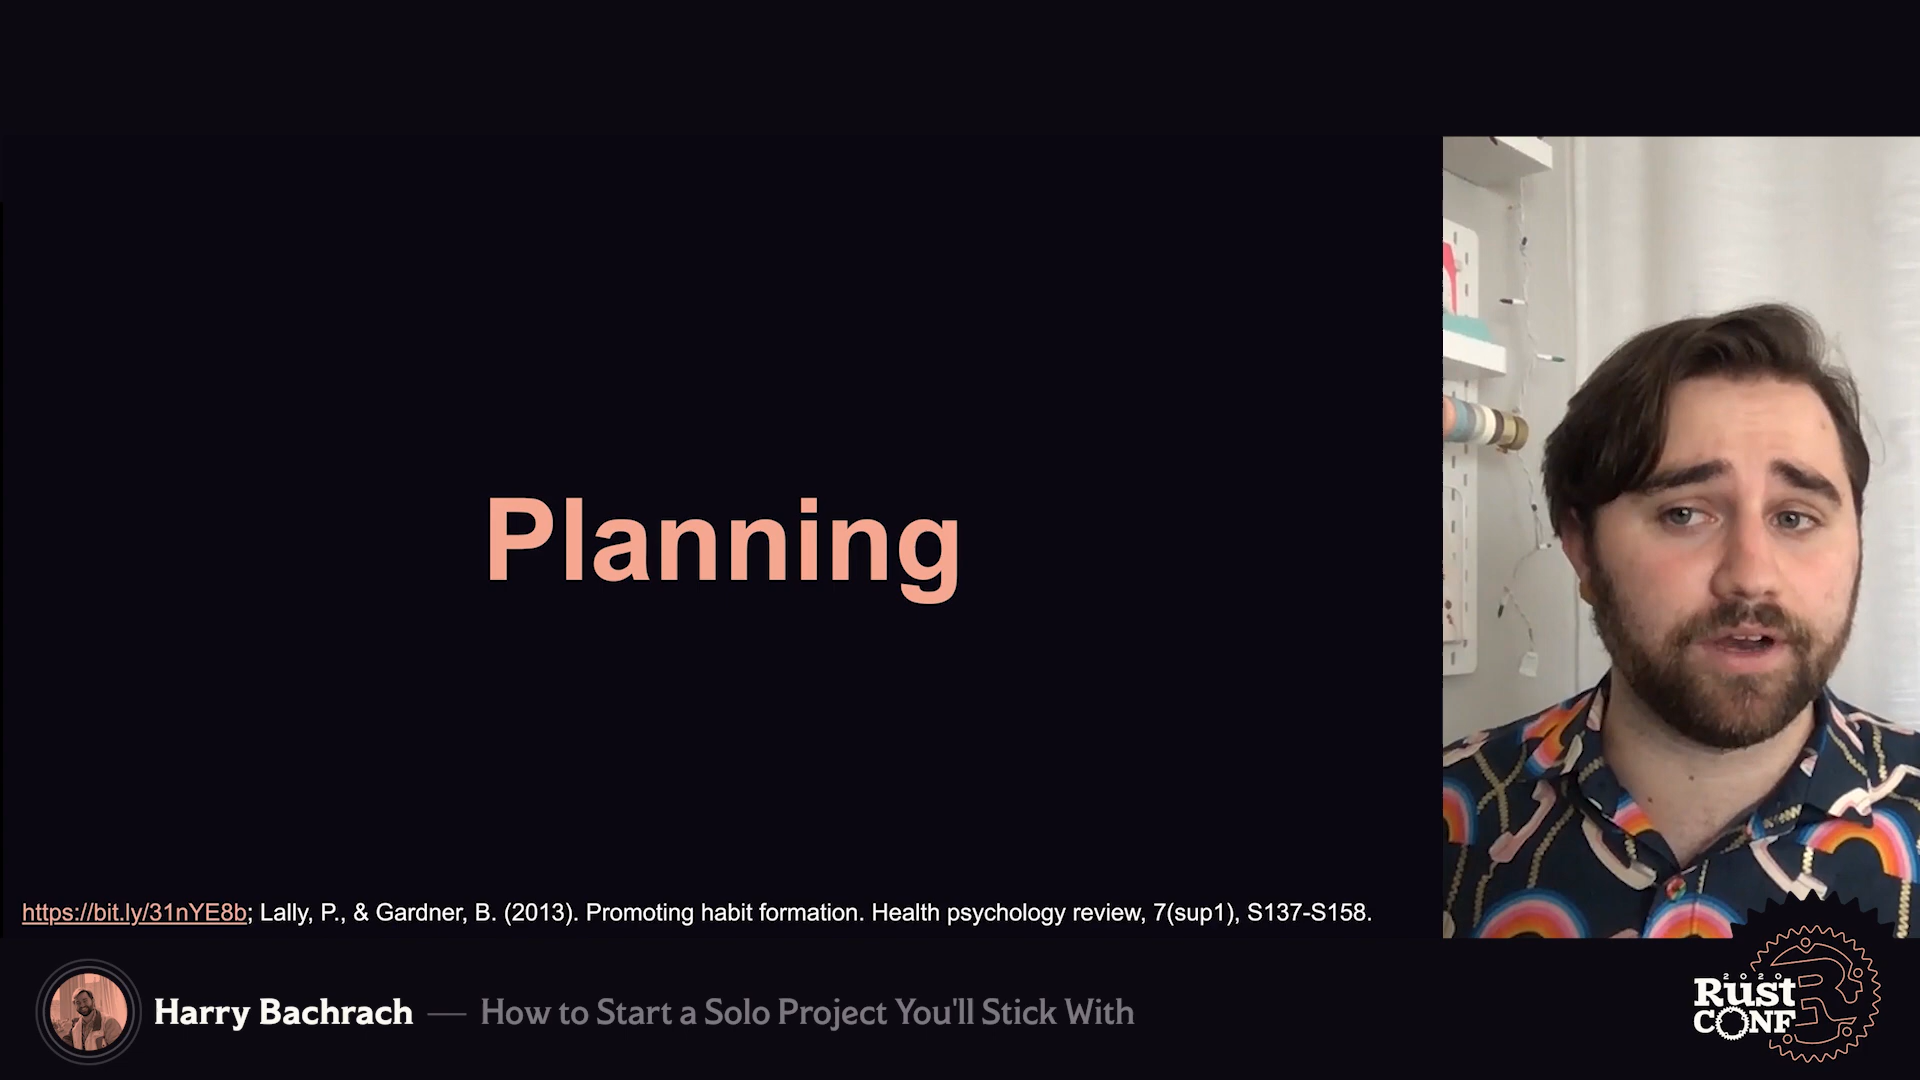 Planning
https://bit.ly/31nYE8b; Lally, P., & Gardner, B. (2013). Promoting habit formation. Health psychology review, 7(sup1), S137-S158.
Harry Bachrach — How to Start a Solo Project You'll Stick With
2020
Rust
CONF
R